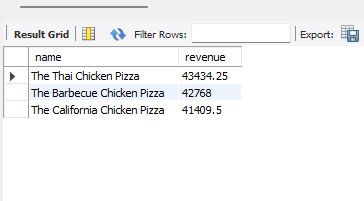 Result Grid Filter Rows: Export:
name revenue
The Thai Chicken Pizza 43434.25
The Barbecue Chicken Pizza 42768
The California Chicken Pizza 41409.5